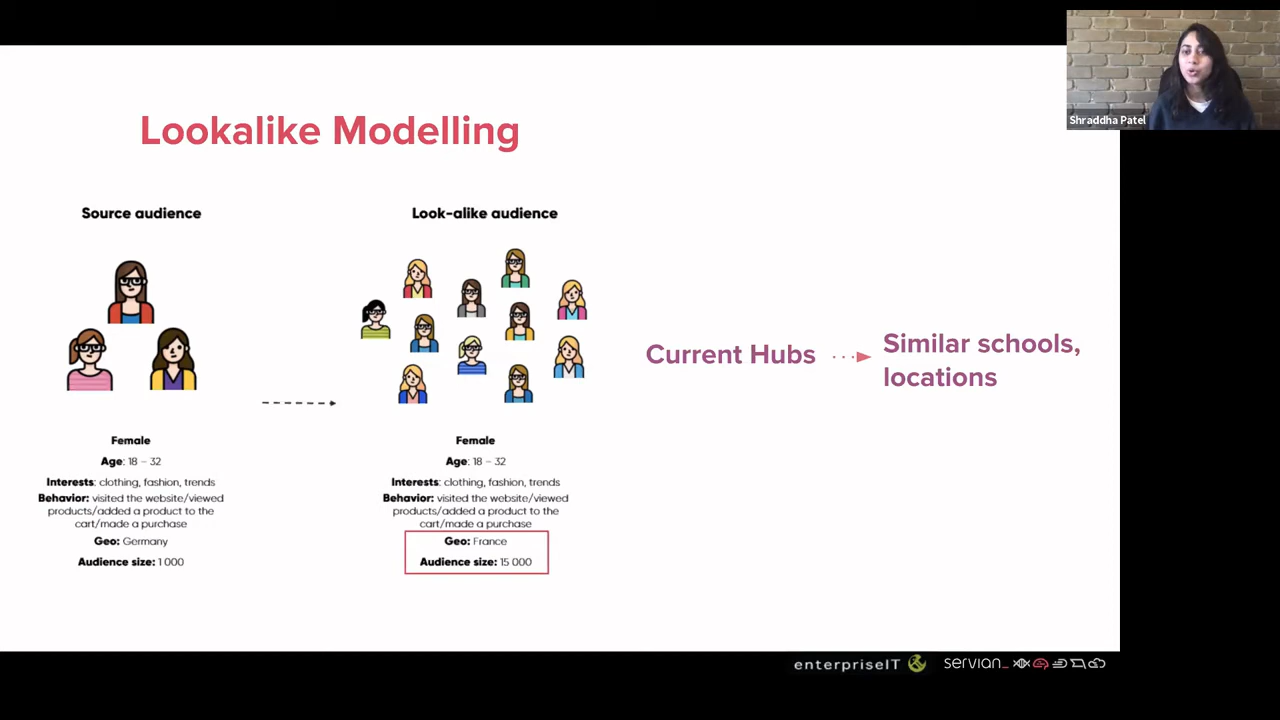 Shraddha Patel
Lookalike Modelling
Source audience
Look-alike audience
Current Hubs
Similar schools,
locations
Female
Age: 18 – 32
Interests: clothing, fashion, trends
Behavior: visited the website/viewed
products/added a product to the
cart/made a purchase
Geo: Germany
Audience size: 1 000
Female
Age: 18 – 32
Interests: clothing, fashion, trends
Behavior: visited the website/viewed
products/added a product to the
cart/made a purchase
Geo: France
Audience size: 15 000
enterpriseIT
servian_